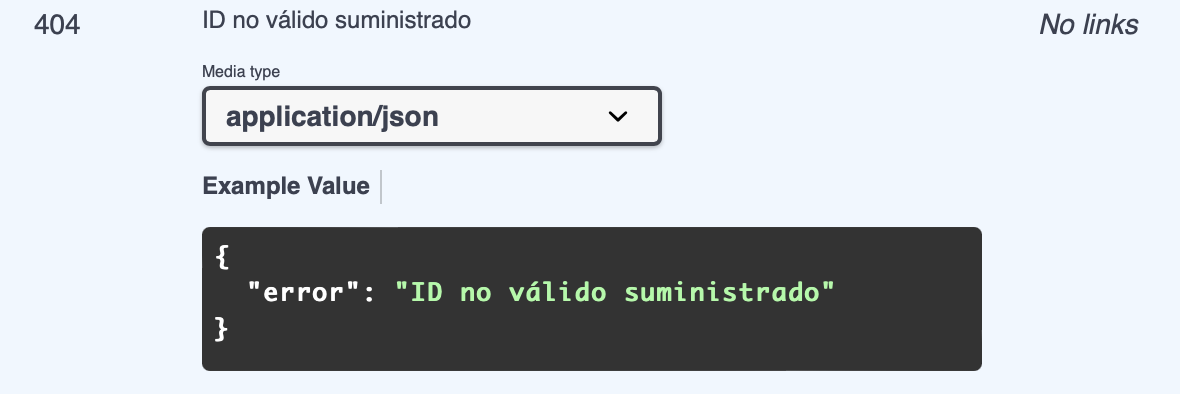 404 ID no válido suministrado No links
Media type
application/json
Example Value
{
"error": "ID no válido suministrado"
}